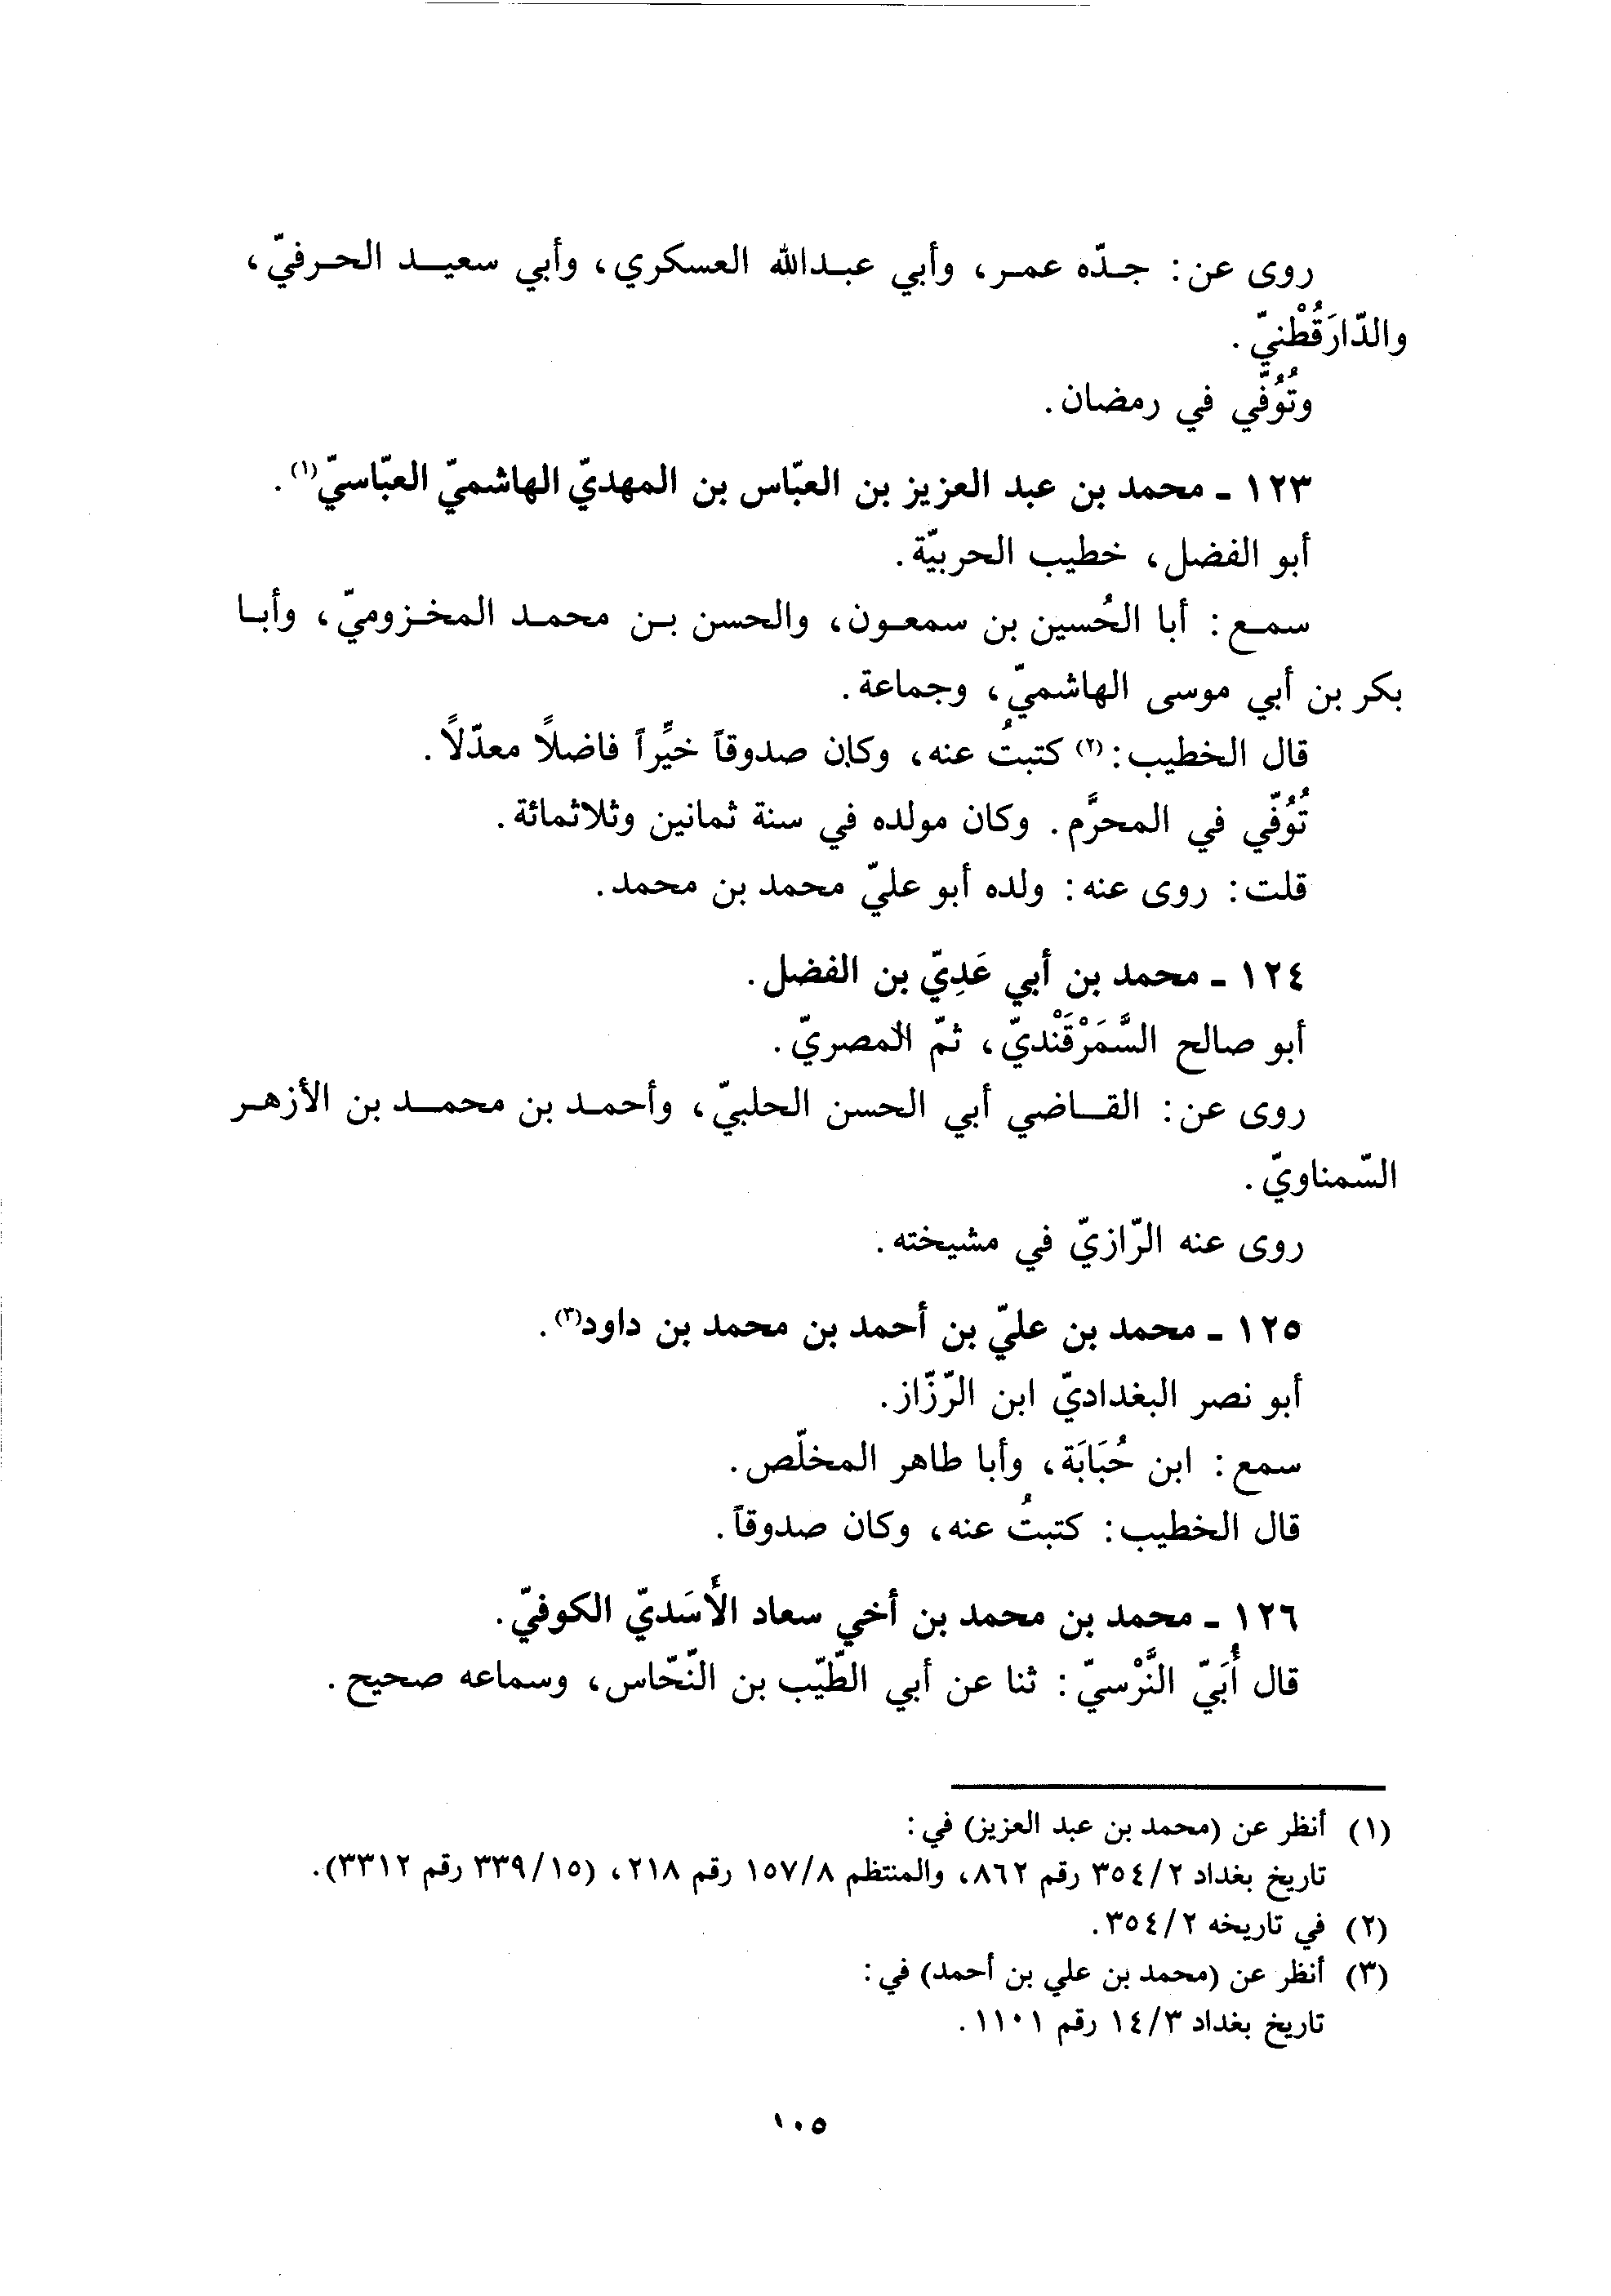 روى عن: جدّه عمر، وأبي عبدالله العسكري، وأبي سعيد الحرفيّ،
والدّارَقُطْنيّ.
وتُوُفّي في رمضان.
١٢٣ - محمد بن عبد العزيز بن العبّاس بن المهديّ الهاشميّ العبّاسيّ(١).
أبو الفضل، خطيب الحربيّة.
سمع: أبا الحُسين بن سمعون، والحسن بن محمد المخزوميّ، وأبا
بكر بن أبي موسى الهاشميّ، وجماعة.
قال الخطيب:(٢) كتبتُ عنه، وكان صدوقاً خيِّراً فاضلاً معدّلاً.
تُوُفّي في المحرَّم. وكان مولده في سنة ثمانين وثلاثمائة.
قلت: روى عنه: ولده أبو عليّ محمد بن محمد.
١٢٤ - محمد بن أبي عَدِيّ بن الفضل.
أبو صالح السَّمَرْقَنْديّ، ثمّ المصريّ.
روى عن: القاضي أبي الحسن الحلبيّ، وأحمد بن محمد بن الأزهر
السّمناويّ.
روى عنه الرّازيّ في مشيخته.
١٢٥ - محمد بن عليّ بن أحمد بن محمد بن داود(٣).
أبو نصر البغداديّ ابن الرّزّاز.
سمع: ابن حُبَابَة، وأبا طاهر المخلّص.
قال الخطيب: كتبتُ عنه، وكان صدوقاً.
١٢٦ - محمد بن محمد بن أخي سعاد الأَسَديّ الكوفيّ.
قال أُبَيّ النَّرْسيّ: ثنا عن أبي الطّيّب بن النّحّاس، وسماعه صحيح.
(١) أنظر عن (محمد بن عبد العزيز) في:
تاريخ بغداد ٣٥٤/٢ رقم ٨٦٢، والمنتظم ١٥٧/٨ رقم ٢١٨، (٣٣٩/١٥ رقم ٣٣١٢).
(٢) في تاريخه ٣٥٤/٢.
(٣) أنظر عن (محمد بن علي بن أحمد) في:
تاريخ بغداد ١٤/٣ رقم ١١٠١.
١٠٥